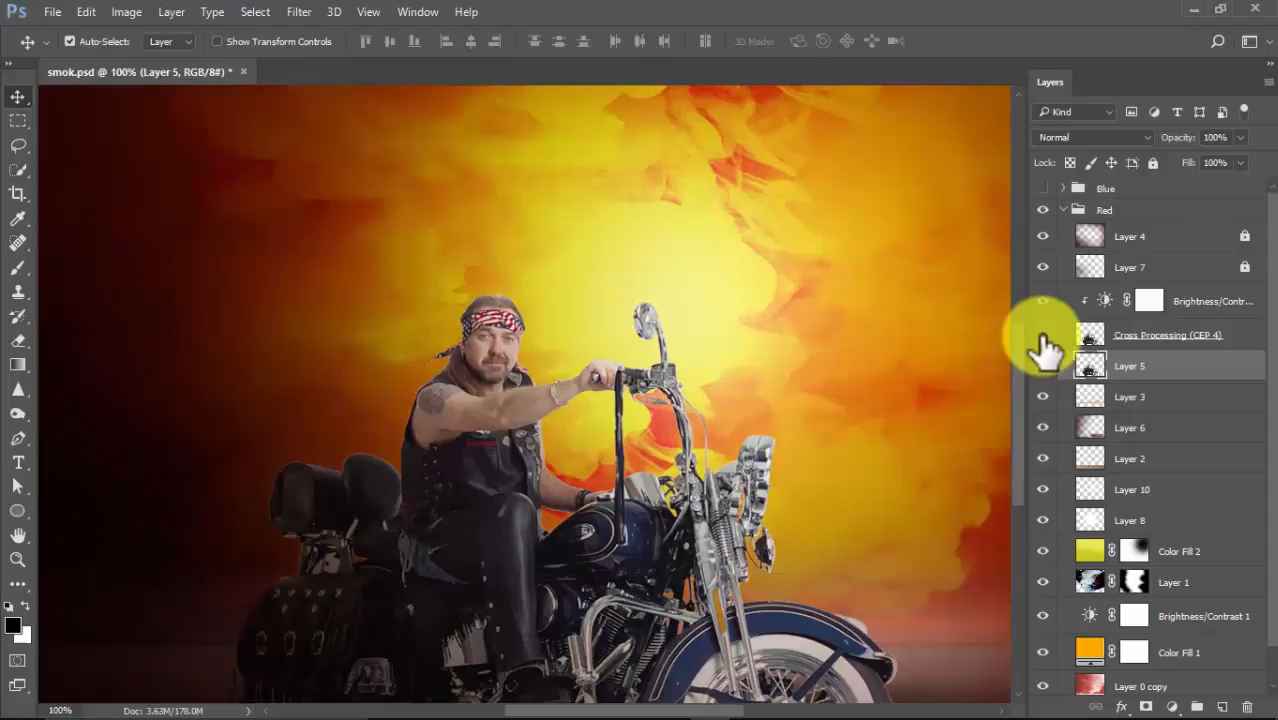 Ps File Edit Image Layer Type Select Filter 3D View Window Help
Auto-Select: Layer Show Transform Controls 3D Mode:
smok.psd @ 100% (Layer 5, RGB/8#) * ×
Layers
Kind
Normal Opacity: 100%
Lock: Fill: 100%
Blue
Red
Layer 4
Layer 7
Brightness/Contr...
Cross Processing (CEP 4)
Layer 5
Layer 3
Layer 6
Layer 2
Layer 10
Layer 8
Color Fill 2
Layer 1
Brightness/Contrast 1
Color Fill 1
Layer 0 copy
100% Doc: 3.63M/178.0M